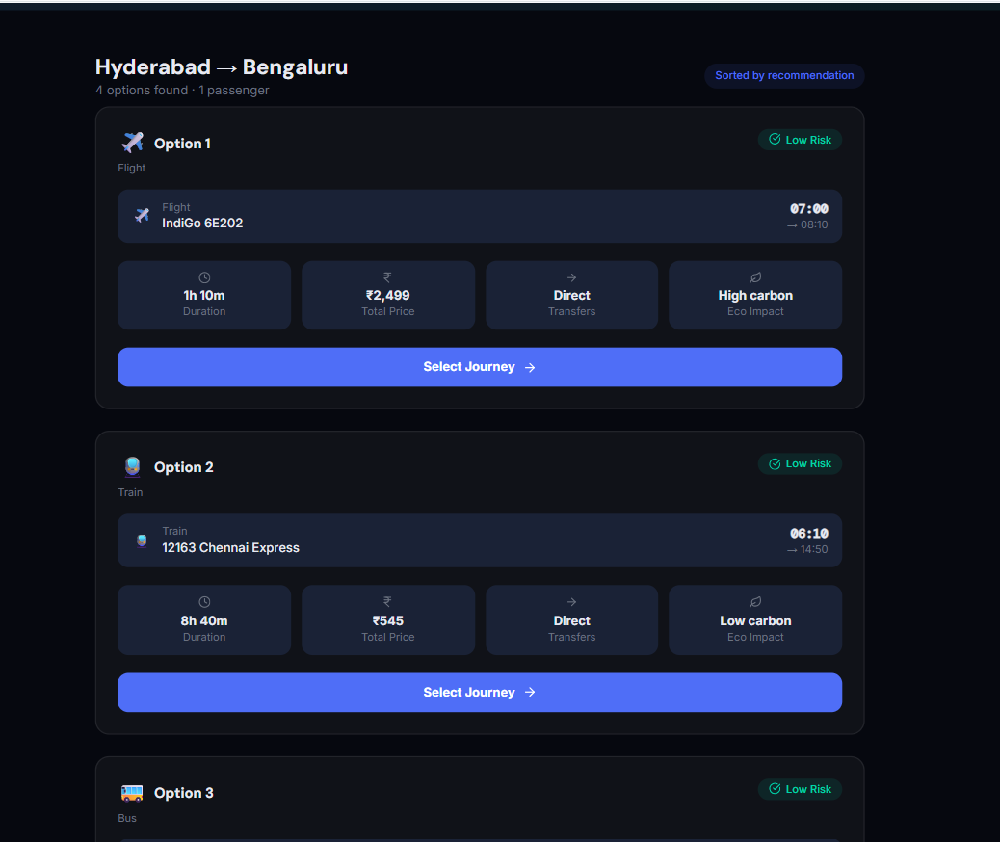 Hyderabad → Bengaluru
4 options found · 1 passenger
Sorted by recommendation
Option 1
Low Risk
Flight
Flight
IndiGo 6E202
07:00
→ 08:10
1h 10m
Duration
₹
₹2,499
Total Price
Direct
Transfers
High carbon
Eco Impact
Select Journey →
Option 2
Low Risk
Train
Train
12163 Chennai Express
06:10
→ 14:50
8h 40m
Duration
₹
₹545
Total Price
Direct
Transfers
Low carbon
Eco Impact
Select Journey →
Option 3
Low Risk
Bus